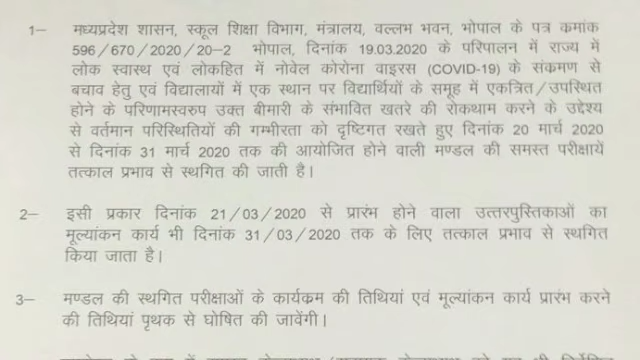 1– मध्यप्रदेश शासन, स्कूल शिक्षा विभाग, मंत्रालय, वल्लभ भवन, भोपाल के पत्र कमांक
596/670/2020/20-2 भोपाल, दिनांक 19.03.2020 के परिपालन में राज्य में
लोक स्वास्थ एवं लोकहित में नोवेल कोरोना वाइरस (COVID-19) के संकमण से
बचाव हेतु एवं विद्यालायों में एक स्थान पर विद्यार्थियों के समूह में एकत्रित/उपस्थित
होने के परिणामस्वरुप उक्त बीमारी के संभावित खतरे की रोकथाम करने के उद्देश्य
से वर्तमान परिस्थितियों की गम्भीरता को दृष्टिगत रखते हुए दिनांक 20 मार्च 2020
से दिनांक 31 मार्च 2020 तक की आयोजित होने वाली मण्डल की समस्त परीक्षायें
तत्काल प्रभाव से स्थगित की जाती है।
2– इसी प्रकार दिनांक 21/03/2020 से प्रारंभ होने वाला उत्तरपुस्तिकाओं का
मूल्यांकन कार्य भी दिनांक 31/03/2020 तक के लिए तत्काल प्रभाव से स्थगित
किया जाता है।
3– मण्डल की स्थगित परीक्षाओं के कार्यकम की तिथियां एवं मूल्यांकन कार्य प्रारंभ करने
की तिथियां पृथक से घोषित की जावेंगी।